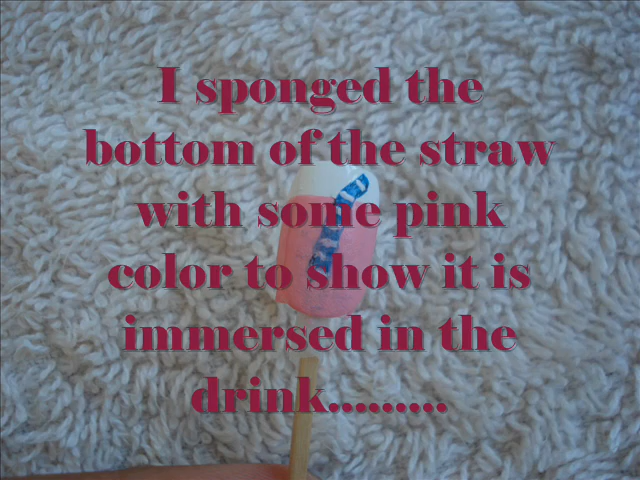 I sponged the
bottom of the straw
with some pink
color to show it is
immersed in the
drink.........